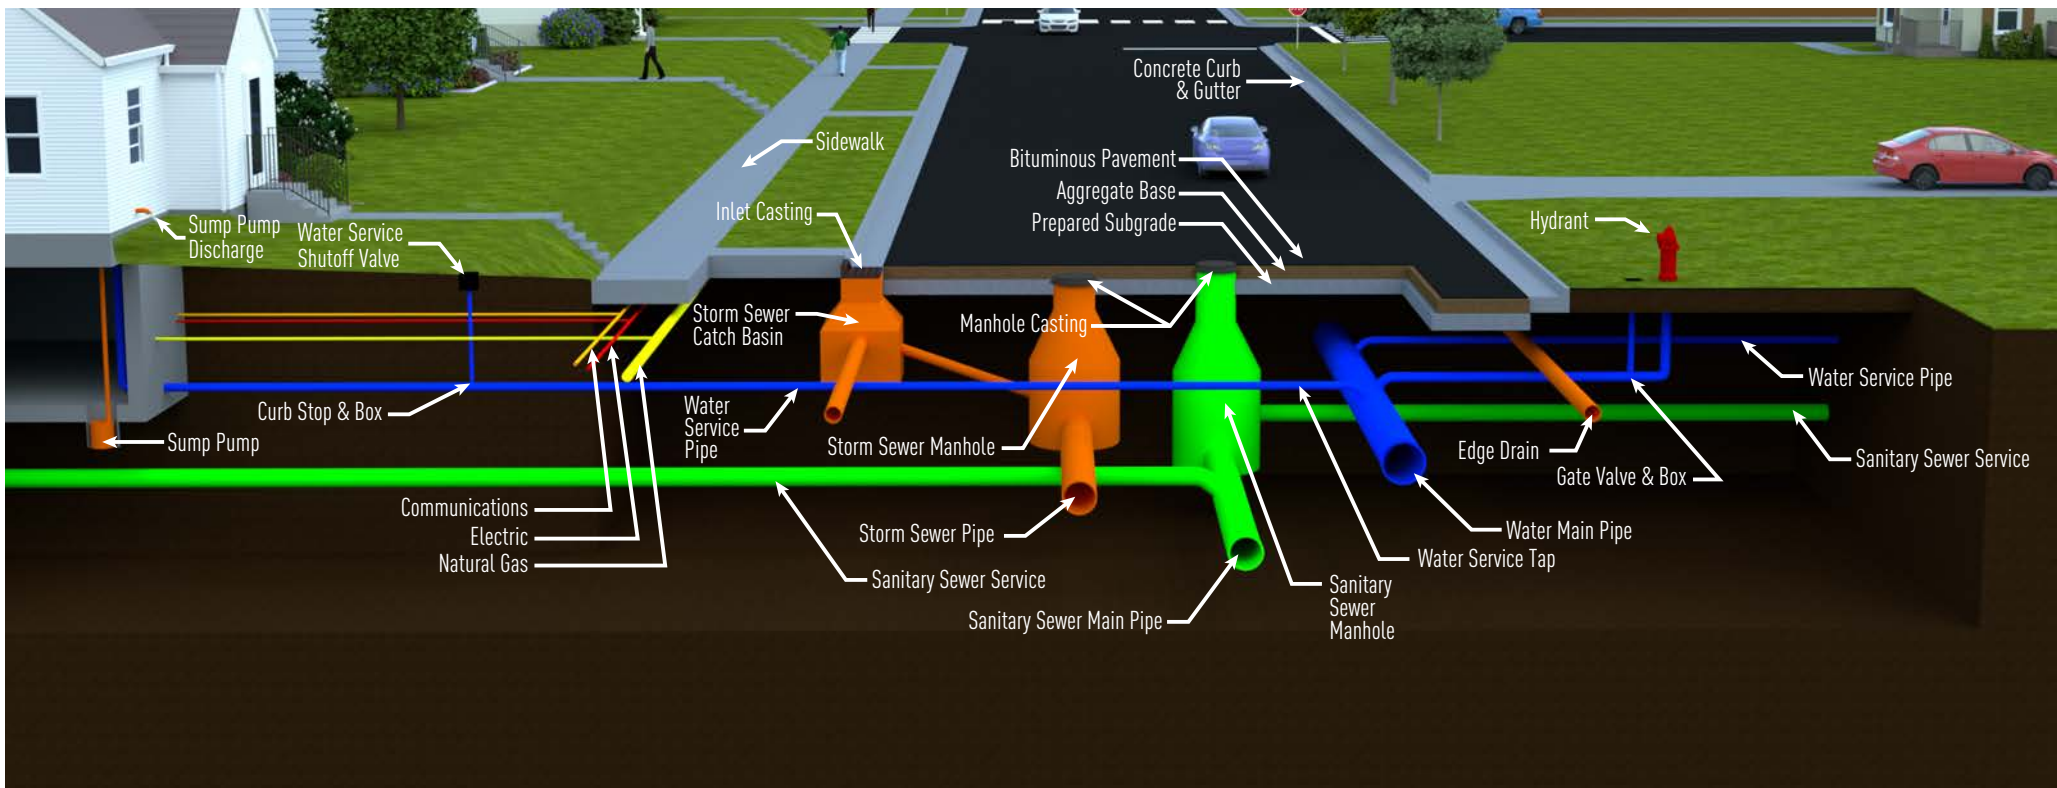 Concrete Curb
& Gutter
Sidewalk
Bituminous Pavement
Aggregate Base
Prepared Subgrade
Inlet Casting
Sump Pump
Discharge
Water Service
Shutoff Valve
Hydrant
Storm Sewer
Catch Basin
Manhole Casting
Water Service Pipe
Curb Stop & Box
Water
Service
Pipe
Sump Pump
Storm Sewer Manhole
Edge Drain
Sanitary Sewer Service
Gate Valve & Box
Communications
Electric
Natural Gas
Storm Sewer Pipe
Water Main Pipe
Water Service Tap
Sanitary Sewer Service
Sanitary Sewer Main Pipe
Sanitary
Sewer
Manhole